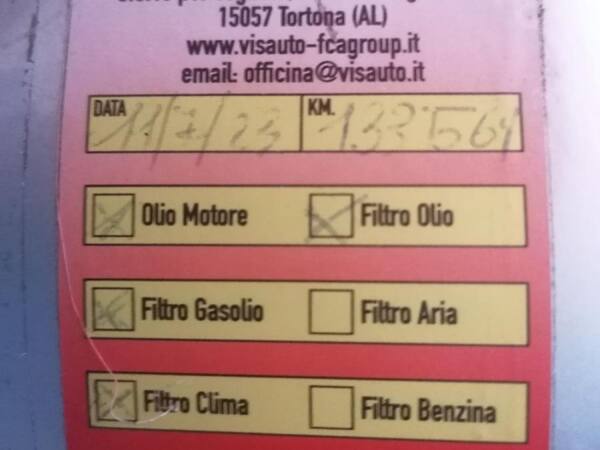 15057 Tortona (AL)
www.visauto-fcagroup.it
email: officina@visauto.it
DATA 11/7/23 KM.
Olio Motore Filtro Olio
Filtro Gasolio Filtro Aria
Filtro Clima Filtro Benzina